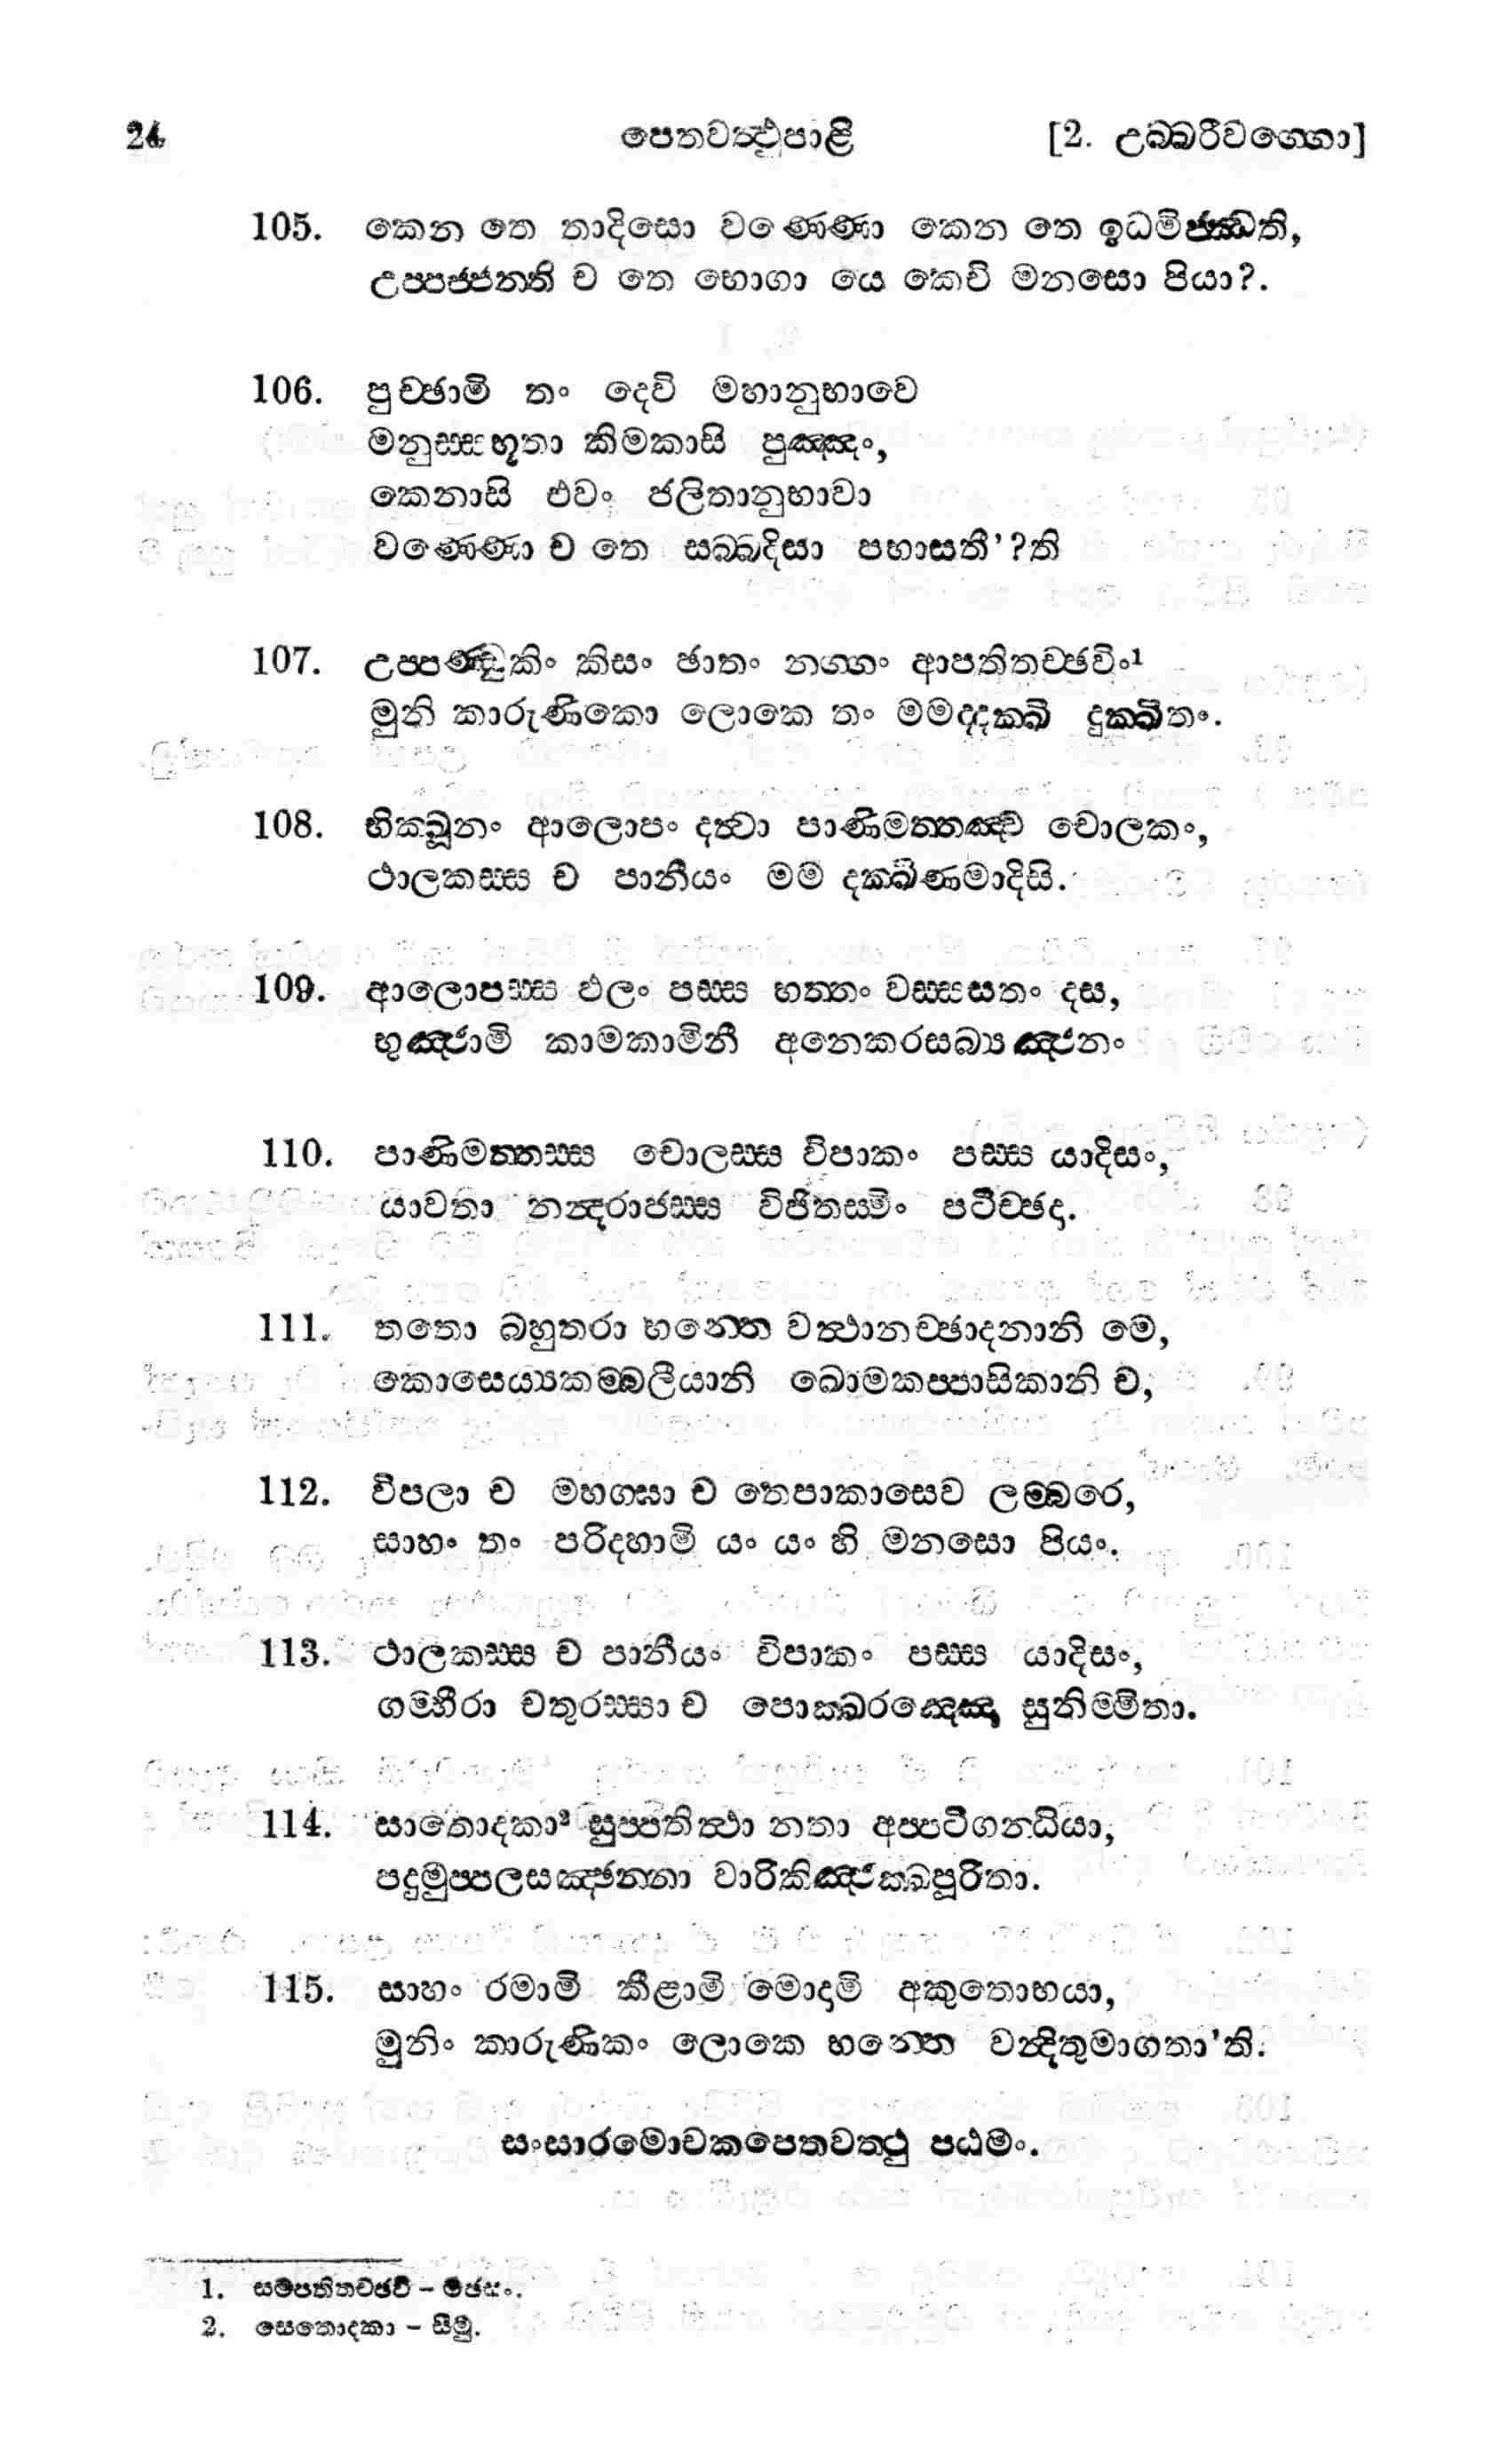 24 පෙතවත්‍ථුපාළි [2. උබ්බරීවග්ගො]
105. කෙන තෙ තාදිසො වණ්ණො කෙන තෙ ඉධමිජ්ඣති,
උප්පජ්ජන්ති ච තෙ භොගා යෙ කෙචි මනසො පියා?.
106. පුච්ඡාමි තං දෙවි මහානුභාවෙ
මනුස්සභූතා කිමකාසි පුඤ්ඤං,
කෙනාසි එවං ජලිතානුභාවා
වණ්ණො ච තෙ සබ්බදිසා පභාසතී’?ති
107. උප්පණ්ඩුකිං කිසං ඡාතං නග්ගං ආපතිතච්ඡවිං¹
මුනි කාරුණිකො ලොකෙ තං මමද්දක්ඛි දුක්ඛිතං.
108. භික්ඛූනං ආලොපං දත්‍වා පාණිමත්තඤ්ච චොලකං,
ථාලකස්ස ච පානීයං මම දක්ඛිණමාදිසි.
109. ආලොපස්ස ඵලං පස්ස භත්තං වස්සසතං දස,
භුඤ්ජාමි කාමකාමිනී අනෙකරසබ්‍යඤ්ජනං
110. පාණිමත්තස්ස චොලස්ස විපාකං පස්ස යාදිසං,
යාවතා නන්‍දරාජස්ස විජිතස්මිං පටිච්ඡදා.
111. තතො බහුතරා භන්තෙ වත්‍ථානච්ඡාදනානි මෙ,
කොසෙය්‍යකම්බලීයානි ඛොමකප්පාසිකානි ච,
112. විපලා ච මහග්ඝා ච තෙපාකාසෙව ලම්බරෙ,
සාහං තං පරිදහාමි යං යං හි මනසො පියං.
113. ථාලකස්ස ච පානීයං විපාකං පස්ස යාදිසං,
ගම්භීරා චතුරස්සා ච පොක්ඛරඤ්ඤො සුනිම්මිතා.
114. සාතොදකා² සුප්පතිත්‍ථා නතා අප්පටිගන්‍ධියා,
පදුමුප්පලසඤ්ඡන්නා වාරිකිඤ්ජක්ඛපූරිතා.
115. සාහං රමාමි කීළාමි මොදාමි අකුතොභයා,
මුනිං කාරුණිකං ලොකෙ භන්තෙ වන්‍දිතුමාගතා’ති.
සංසාරමොචකපෙතවත්‍ථු පඨමං.
1. සම්පතිතච්ඡවී – මඡසං.
2. සෙතොදකා – සීමු.